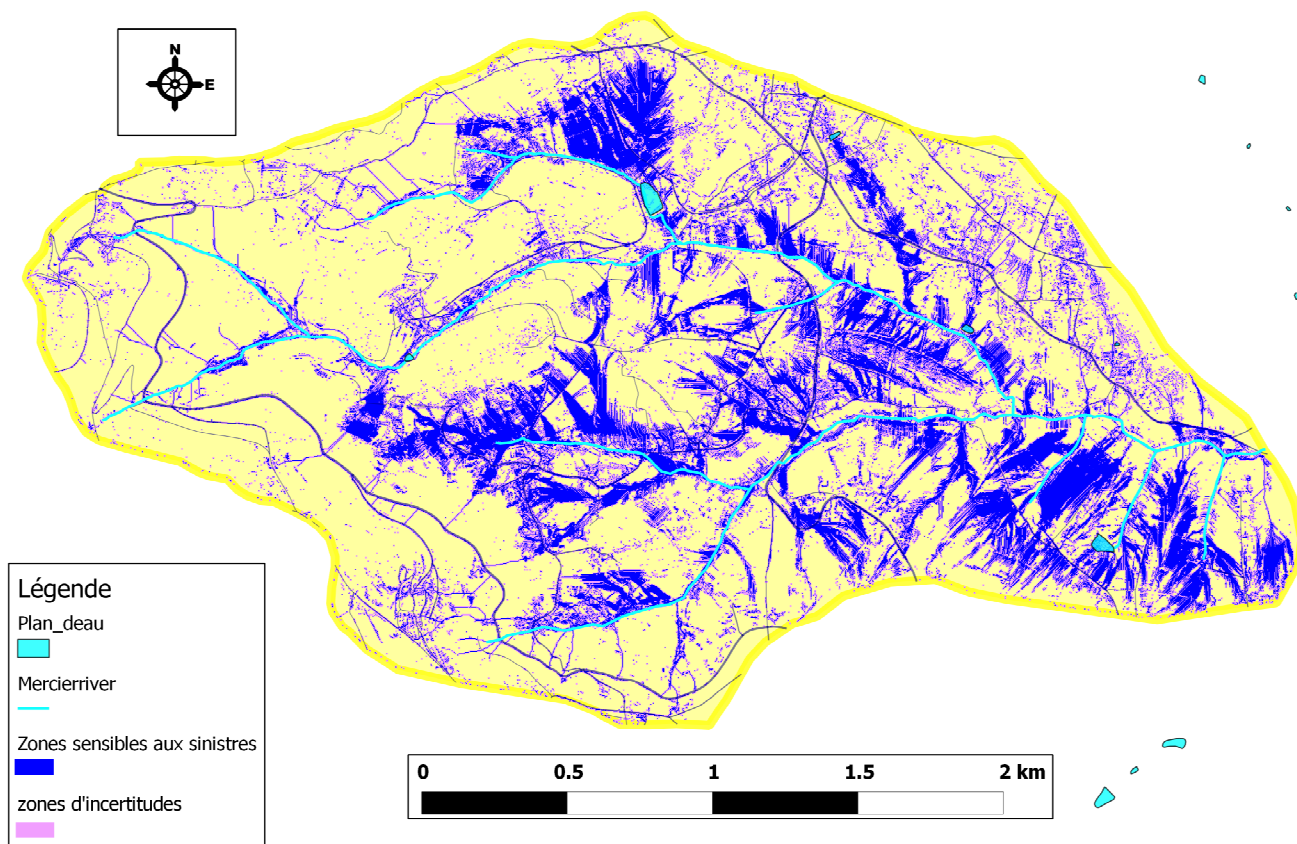 N
E
Légende
Plan_deau
Mercierriver
Zones sensibles aux sinistres
zones d'incertitudes
0 0.5 1 1.5 2 km